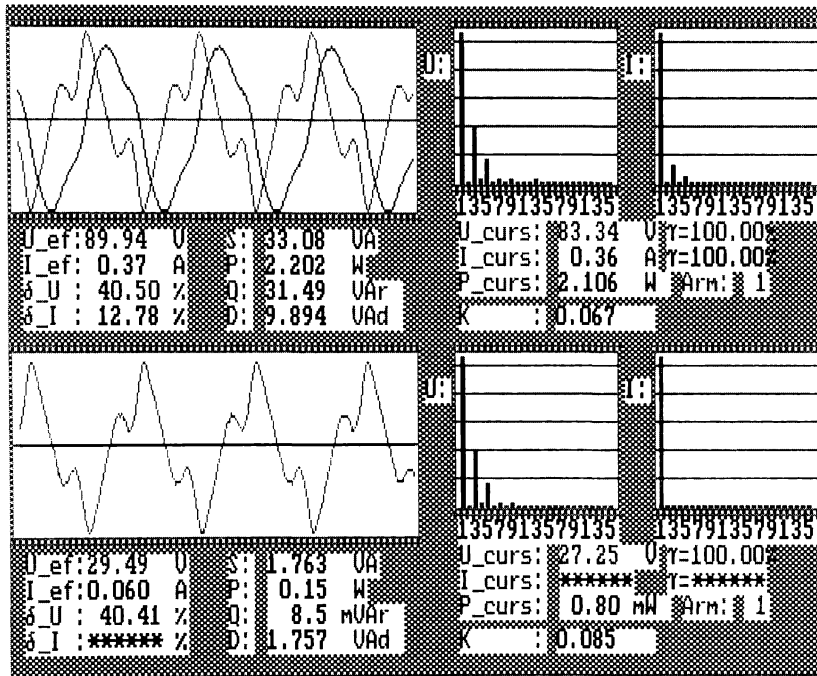 U: I:
13579135791 35 13579135791 35
U_ef:89.94 V S: 33.08 VA U_curs: 83.34 V γ=100.00%
I_ef: 0.37 A P: 2.202 W I_curs: 0.36 A γ=100.00%
δ_U : 40.50 % Q: 31.49 VAr P_curs: 2.106 W Arm: 1
δ_I : 12.78 % D: 9.894 VAd K : 0.067
U: I:
1357913579135 1357913579135
U_ef:29.49 V S: 1.763 VA U_curs: 27.25 V γ=100.00%
I_ef:0.060 A P: 0.15 W I_curs: ****** γ=******
δ_U : 40.41 % Q: 8.5 mVAr P_curs: 0.80 mW Arm: 1
δ_I :****** % D: 1.757 VAd K : 0.085